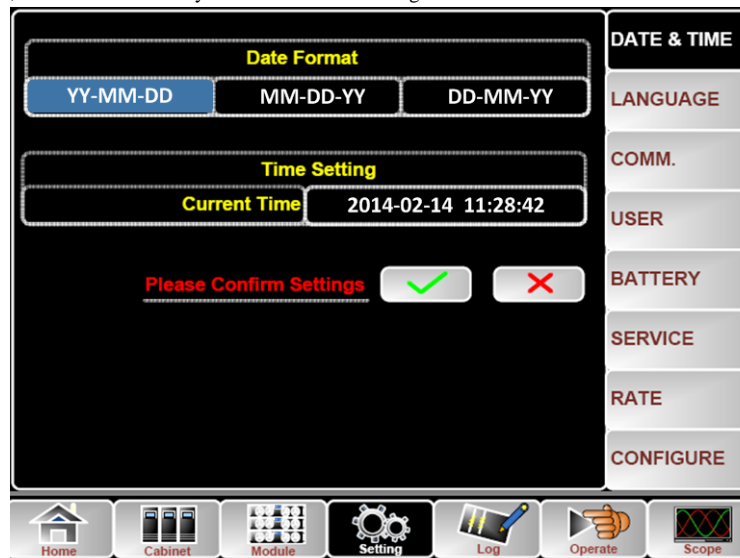 Date Format
YY-MM-DD MM-DD-YY DD-MM-YY
Time Setting
Current Time 2014-02-14 11:28:42
Please Confirm Settings
DATE & TIME
LANGUAGE
COMM.
USER
BATTERY
SERVICE
RATE
CONFIGURE
Home Cabinet Module Setting Log Operate Scope